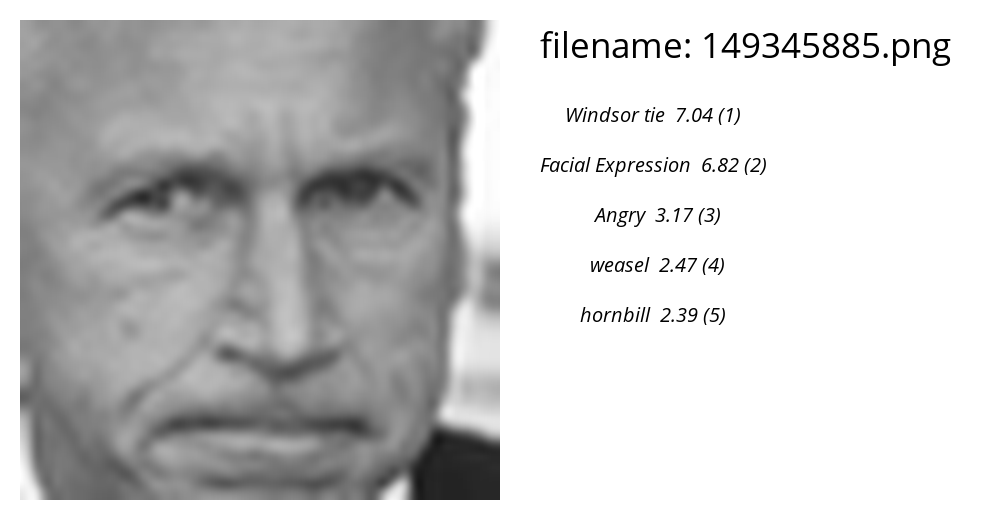 filename: 149345885.png
Windsor tie 7.04 (1)
Facial Expression 6.82 (2)
Angry 3.17 (3)
weasel 2.47 (4)
hornbill 2.39 (5)